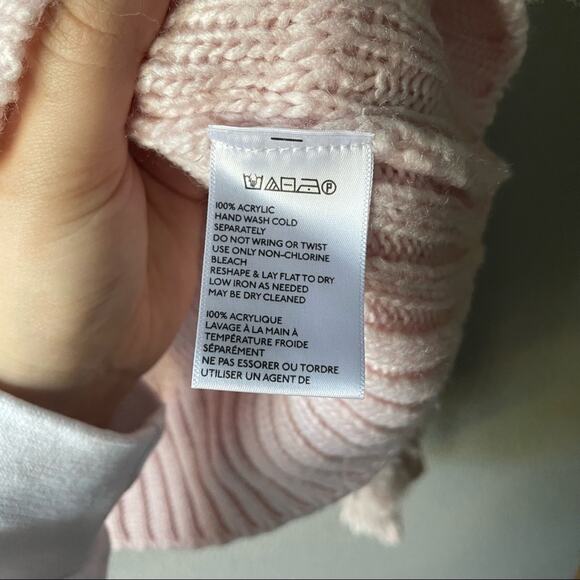 100% ACRYLIC
HAND WASH COLD
SEPARATELY
DO NOT WRING OR TWIST
USE ONLY NON-CHLORINE
BLEACH
RESHAPE & LAY FLAT TO DRY
LOW IRON AS NEEDED
MAY BE DRY CLEANED
100% ACRYLIQUE
LAVAGE À LA MAIN À
TEMPÉRATURE FROIDE
SÉPARÉMENT
NE PAS ESSORER OU TORDRE
UTILISER UN AGENT DE